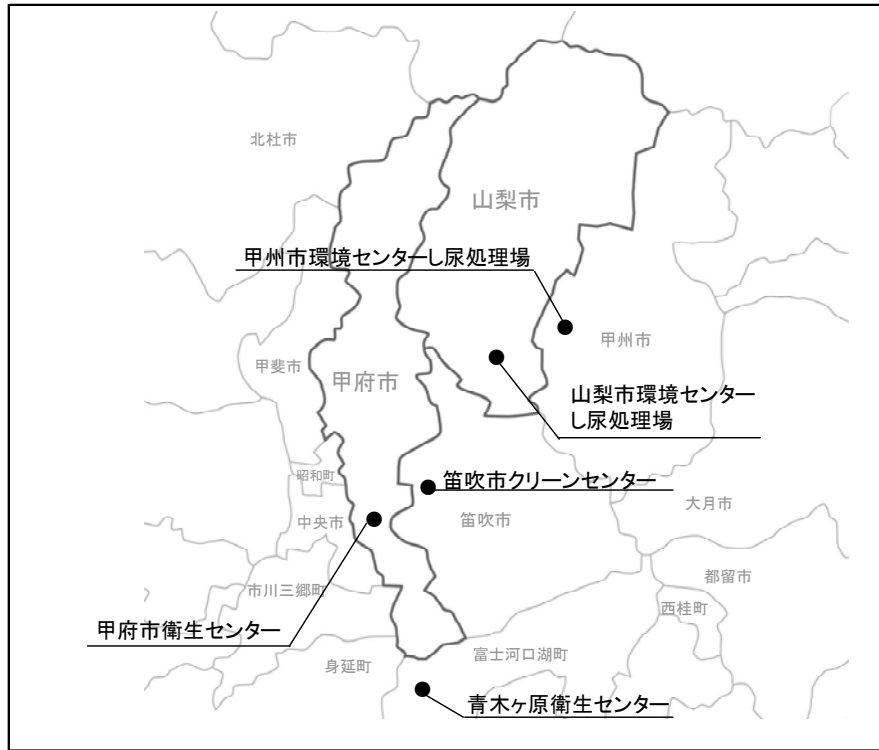 北杜市
山梨市
甲州市環境センターし尿処理場
甲州市
甲斐市
甲府市
山梨市環境センター
し尿処理場
昭和町
笛吹市クリーンセンター
中央市
笛吹市
大月市
都留市
市川三郷町
西桂町
甲府市衛生センター
身延町
富士河口湖町
青木ヶ原衛生センター